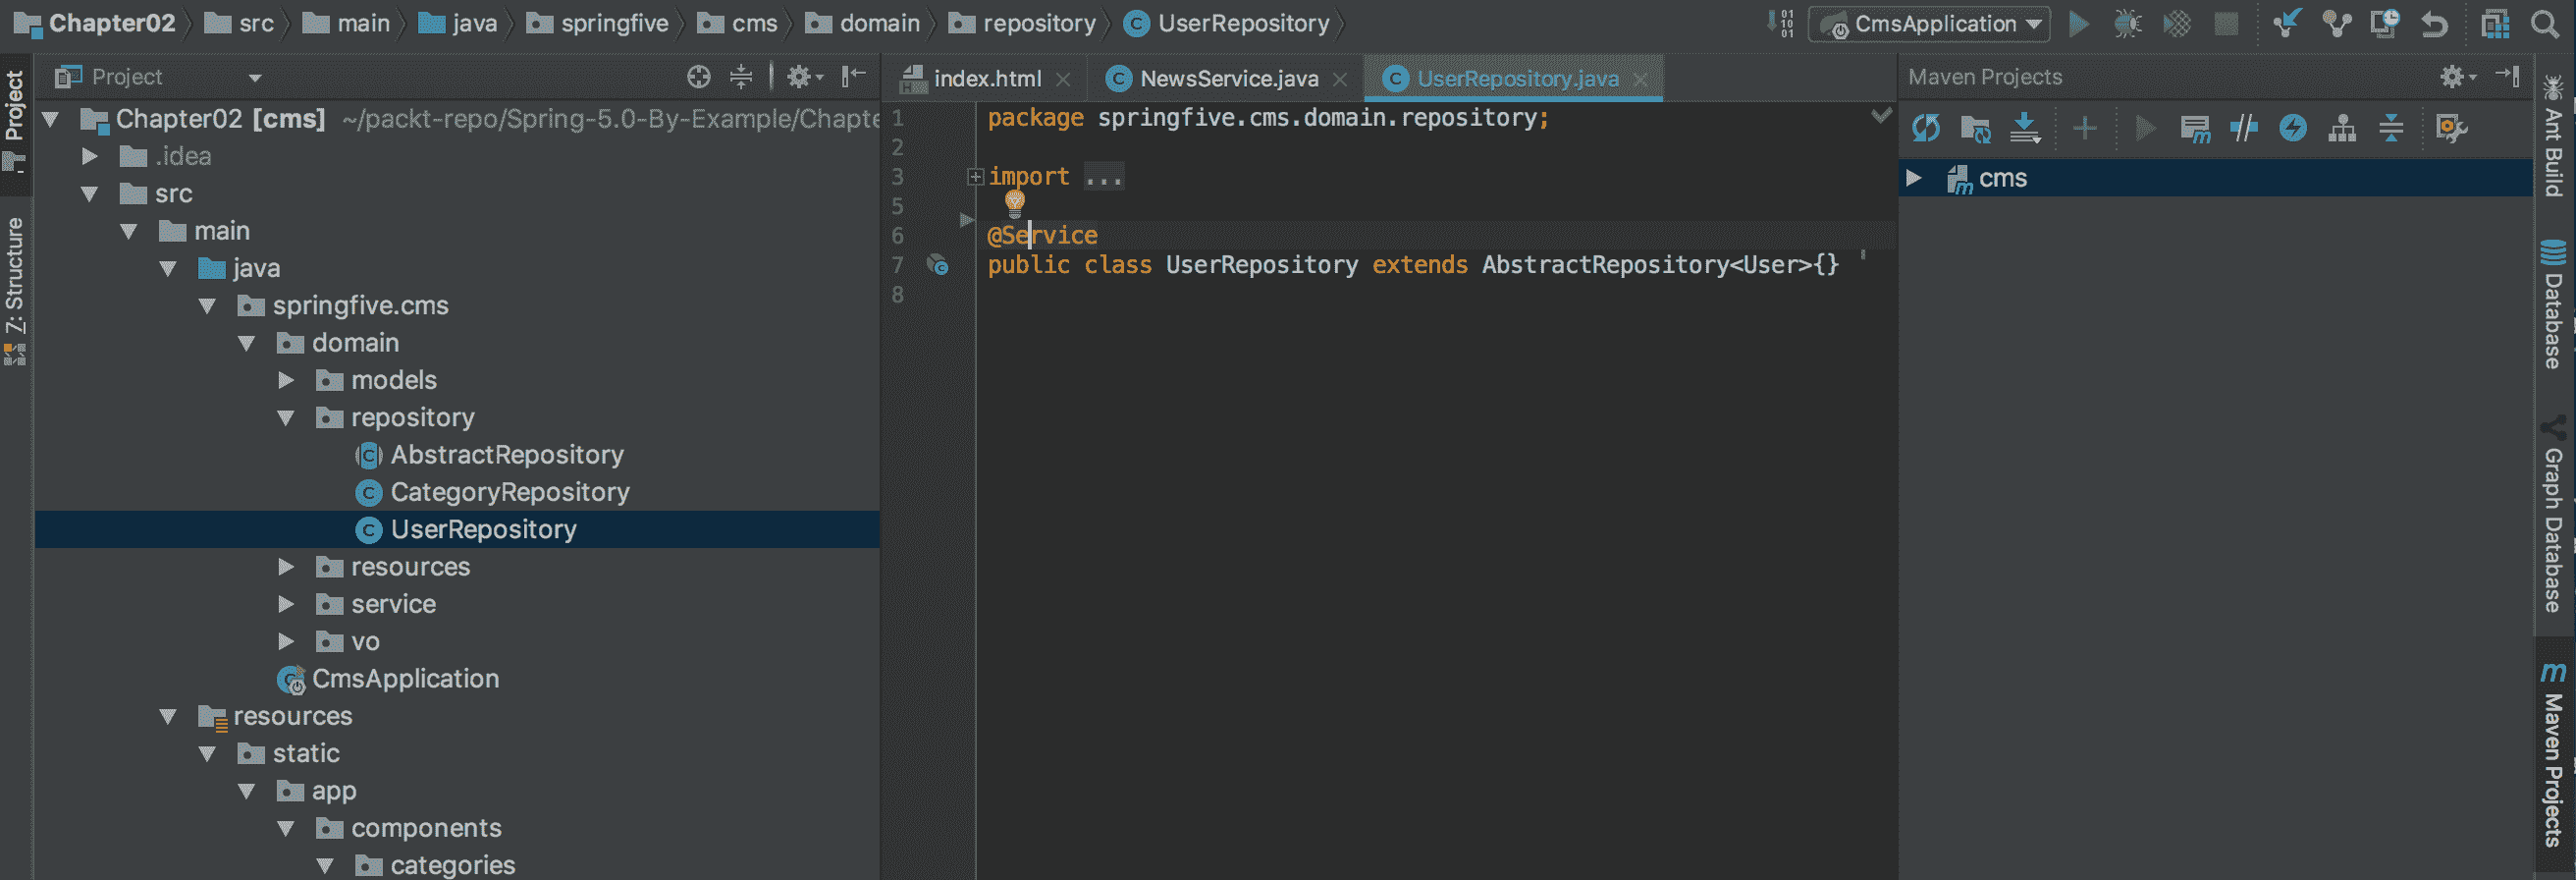 Chapter02 src main java springfive cms domain repository UserRepository
CmsApplication
Project
index.html
NewsService.java
UserRepository.java
Maven Projects
Project
Z: Structure
Chapter02 [cms] ~/packt-repo/Spring-5.0-By-Example/Chapte
.idea
src
main
java
springfive.cms
domain
models
repository
AbstractRepository
CategoryRepository
UserRepository
resources
service
vo
CmsApplication
resources
static
app
components
categories
1 package springfive.cms.domain.repository;
2
3 import ...
5
6 @Service
7 public class UserRepository extends AbstractRepository<User>{}
8
cms
Ant Build
Database
Graph Database
Maven Projects